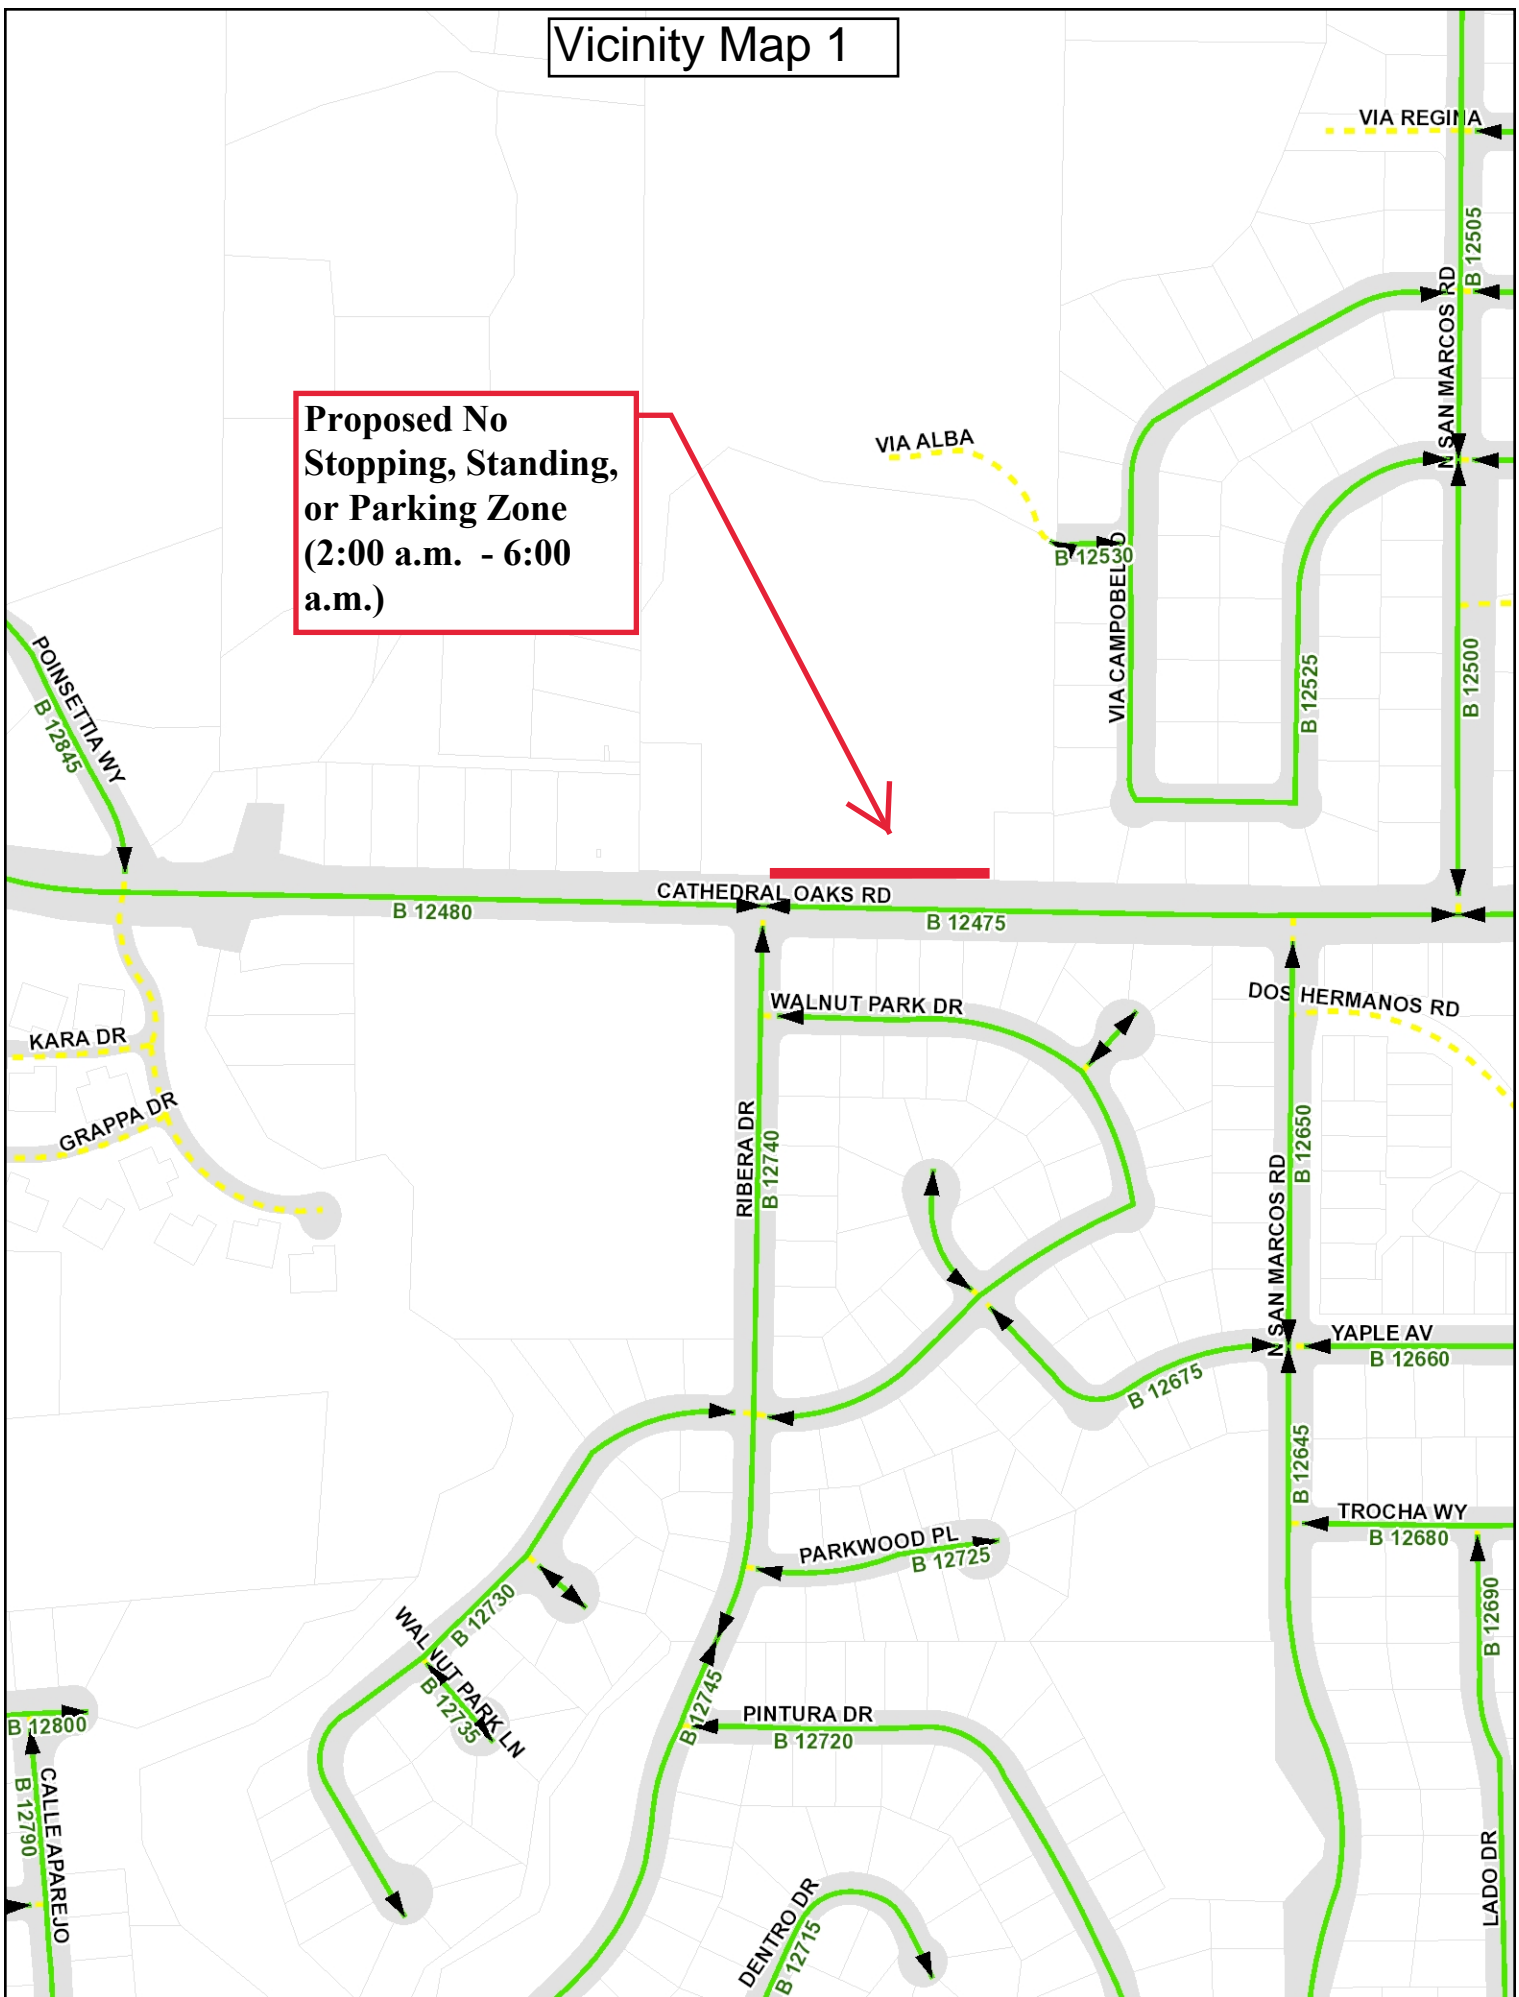 Vicinity Map 1
VIA REGINA
B 12505
N SAN MARCOS RD
Proposed No
Stopping, Standing,
or Parking Zone
(2:00 a.m.  - 6:00
a.m.)
VIA ALBA
B 12530
VIA CAMPOBELLO
B 12525
B 12500
POINSETTIA WY
B 12845
CATHEDRAL OAKS RD
B 12480
B 12475
WALNUT PARK DR
DOS HERMANOS RD
KARA DR
GRAPPA DR
RIBERA DR
B 12740
B 12650
N SAN MARCOS RD
YAPLE AV
B 12660
B 12675
B 12645
TROCHA WY
B 12680
PARKWOOD PL
B 12725
B 12690
B 12730
WALNUT PARK LN
B 12735
B 12745
PINTURA DR
B 12720
B 12800
CALLE APAREJO
B 12790
LADO DR
DENTRO DR
B 12715